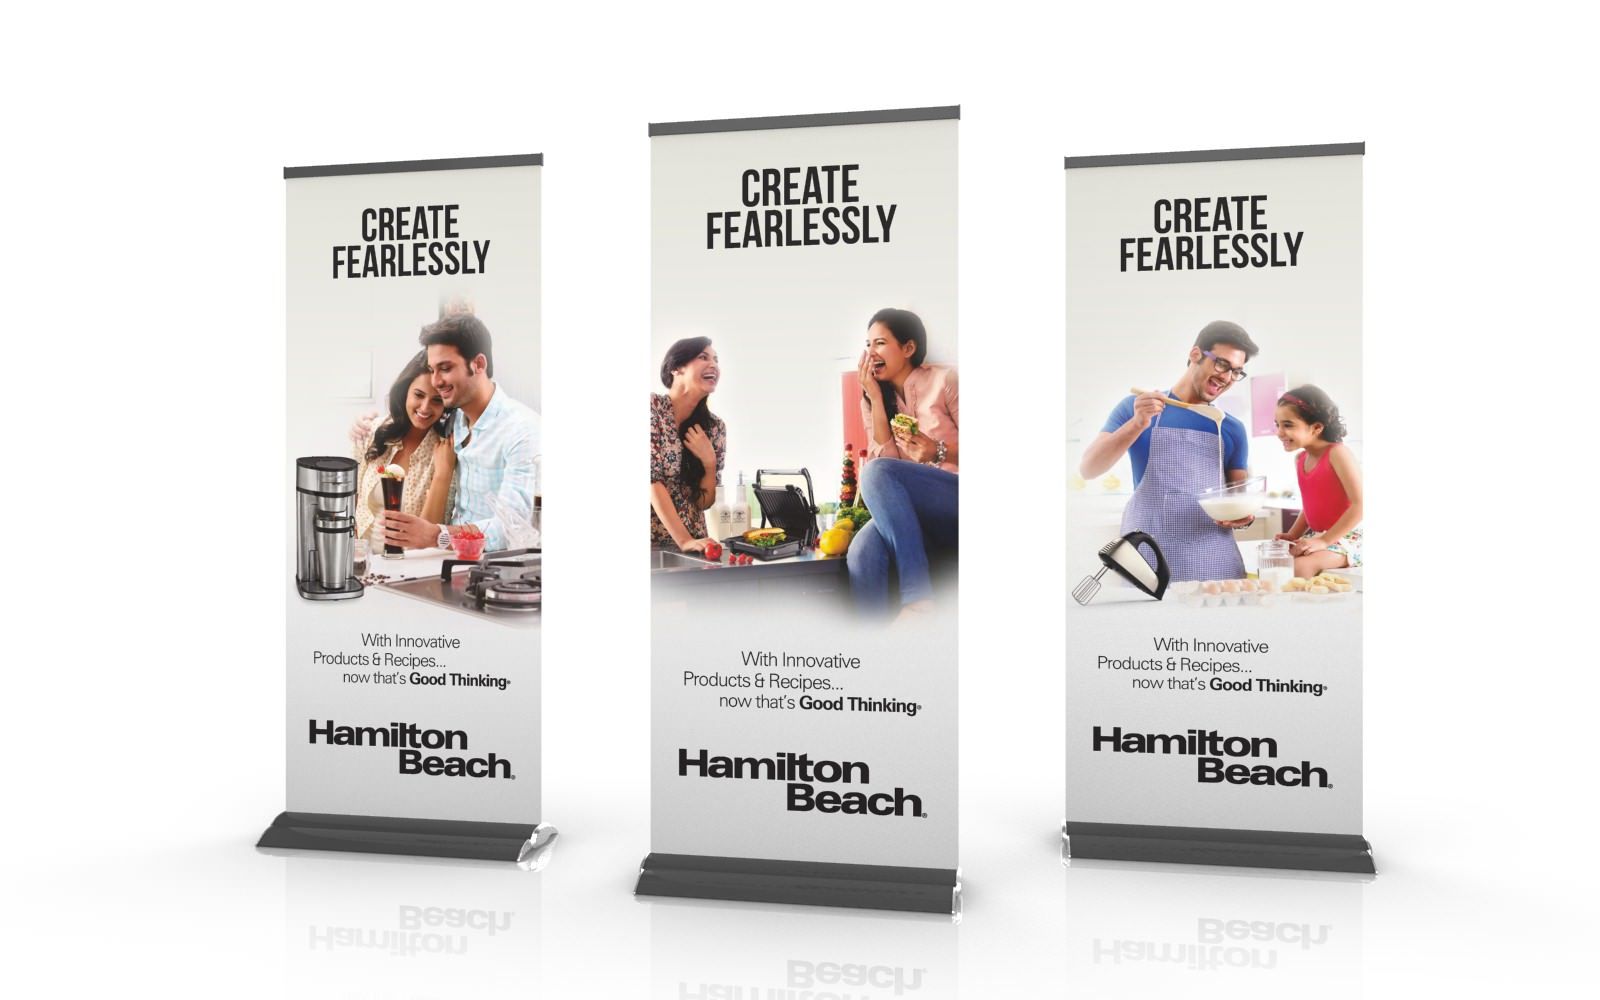 CREATE
FEARLESSLY
With Innovative
Products & Recipes...
now that's Good Thinking®
Hamilton
Beach®
CREATE
FEARLESSLY
With Innovative
Products & Recipes...
now that's Good Thinking®
Hamilton
Beach®
CREATE
FEARLESSLY
With Innovative
Products & Recipes...
now that's Good Thinking®
Hamilton
Beach®